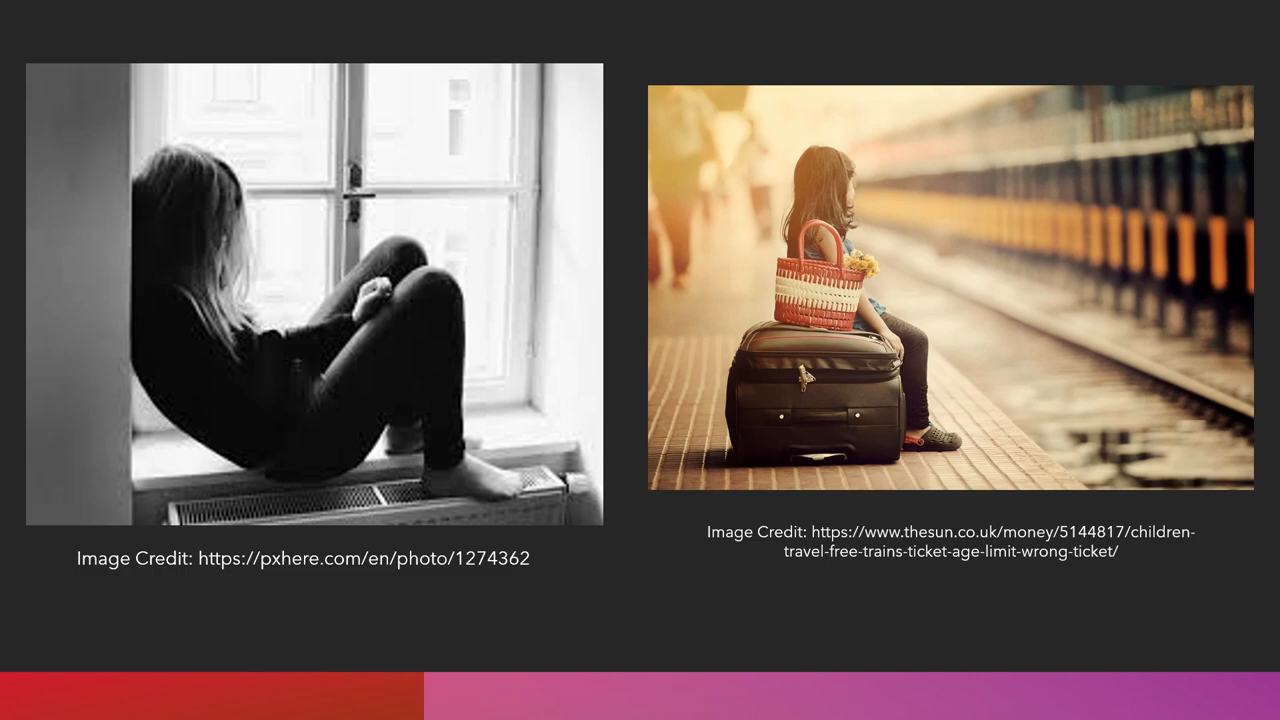 Image Credit: https://pxhere.com/en/photo/1274362
Image Credit: https://www.thesun.co.uk/money/5144817/children-
travel-free-trains-ticket-age-limit-wrong-ticket/